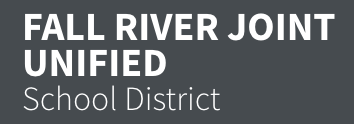 FALL RIVER JOINT
UNIFIED
School District